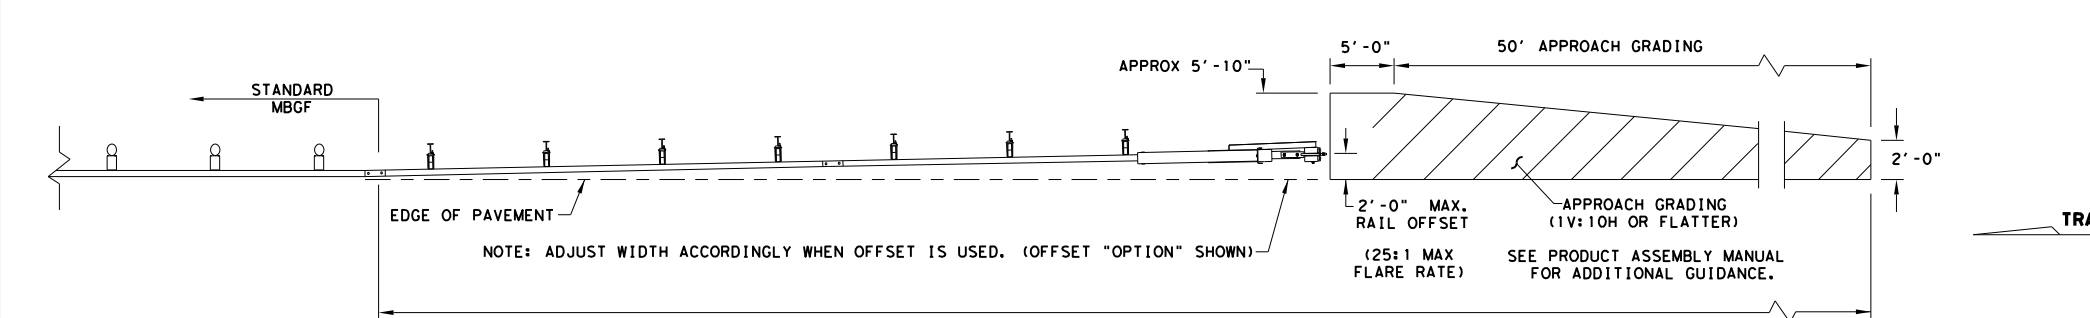 5'-0"
50' APPROACH GRADING
APPROX 5'-10"
STANDARD
MBGF
2'-0"
EDGE OF PAVEMENT
2'-0" MAX.
RAIL OFFSET
(25:1 MAX
FLARE RATE)
APPROACH GRADING
(1V:10H OR FLATTER)
NOTE: ADJUST WIDTH ACCORDINGLY WHEN OFFSET IS USED. (OFFSET "OPTION" SHOWN)
SEE PRODUCT ASSEMBLY MANUAL
FOR ADDITIONAL GUIDANCE.
TRA